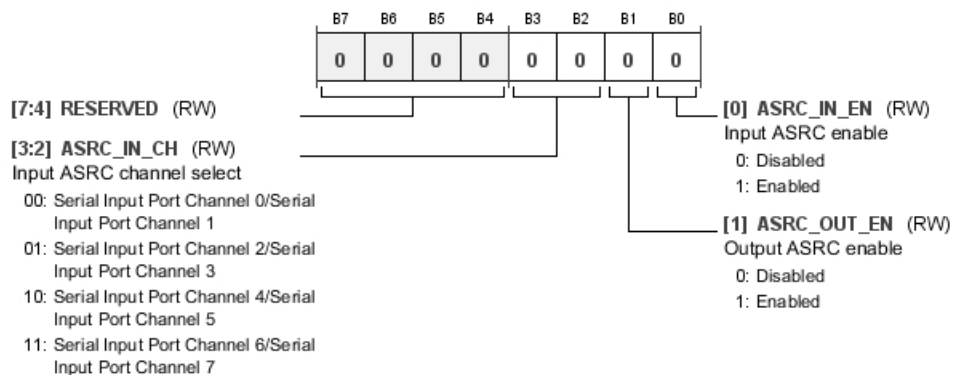 B7 B6 B5 B4 B3 B2 B1 B0
0 0 0 0 0 0 0 0
[7:4] RESERVED (RW)
[3:2] ASRC_IN_CH (RW)
Input ASRC channel select
00: Serial Input Port Channel 0/Serial
Input Port Channel 1
01: Serial Input Port Channel 2/Serial
Input Port Channel 3
10: Serial Input Port Channel 4/Serial
Input Port Channel 5
11: Serial Input Port Channel 6/Serial
Input Port Channel 7
[0] ASRC_IN_EN (RW)
Input ASRC enable
0: Disabled
1: Enabled
[1] ASRC_OUT_EN (RW)
Output ASRC enable
0: Disabled
1: Enabled